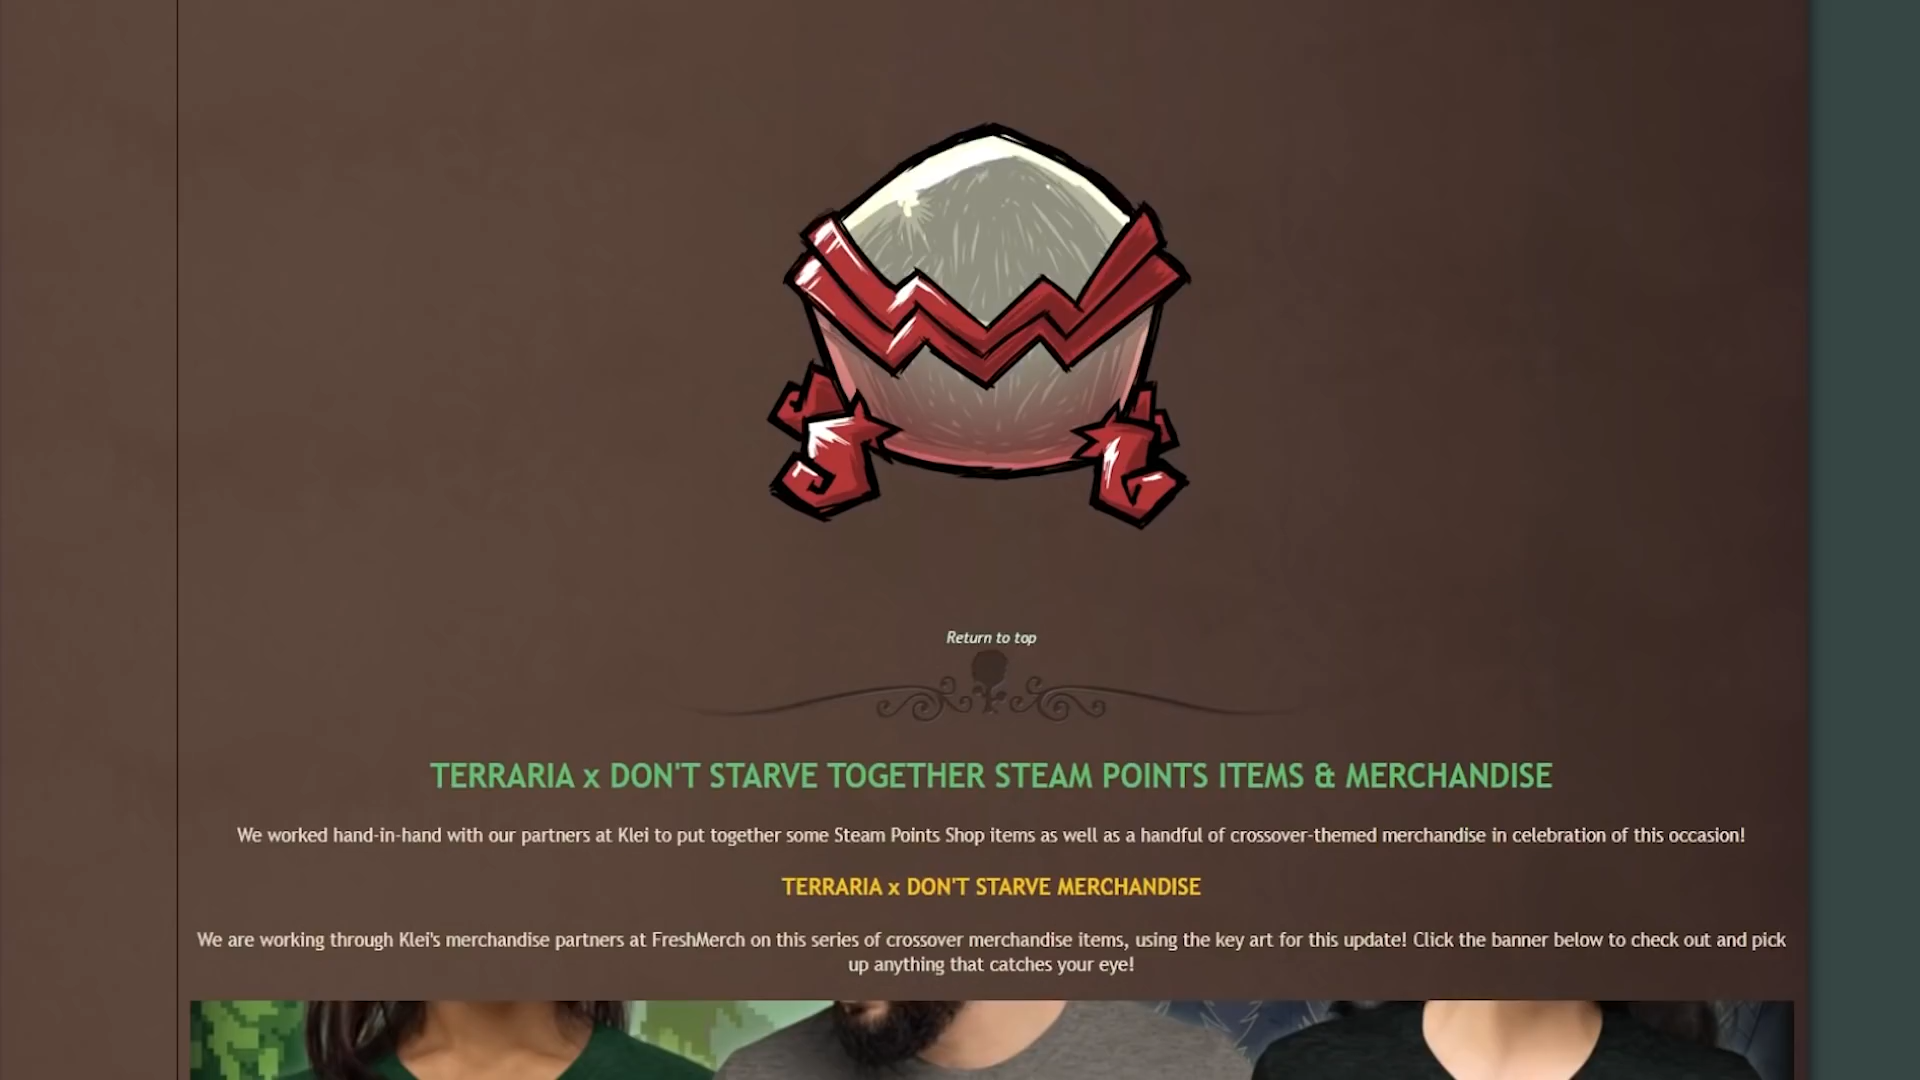 Return to top
TERRARIA x DON'T STARVE TOGETHER STEAM POINTS ITEMS & MERCHANDISE
We worked hand-in-hand with our partners at Klei to put together some Steam Points Shop items as well as a handful of crossover-themed merchandise in celebration of this occasion!
TERRARIA x DON'T STARVE MERCHANDISE
We are working through Klei's merchandise partners at FreshMerch on this series of crossover merchandise items, using the key art for this update! Click the banner below to check out and pick
up anything that catches your eye!